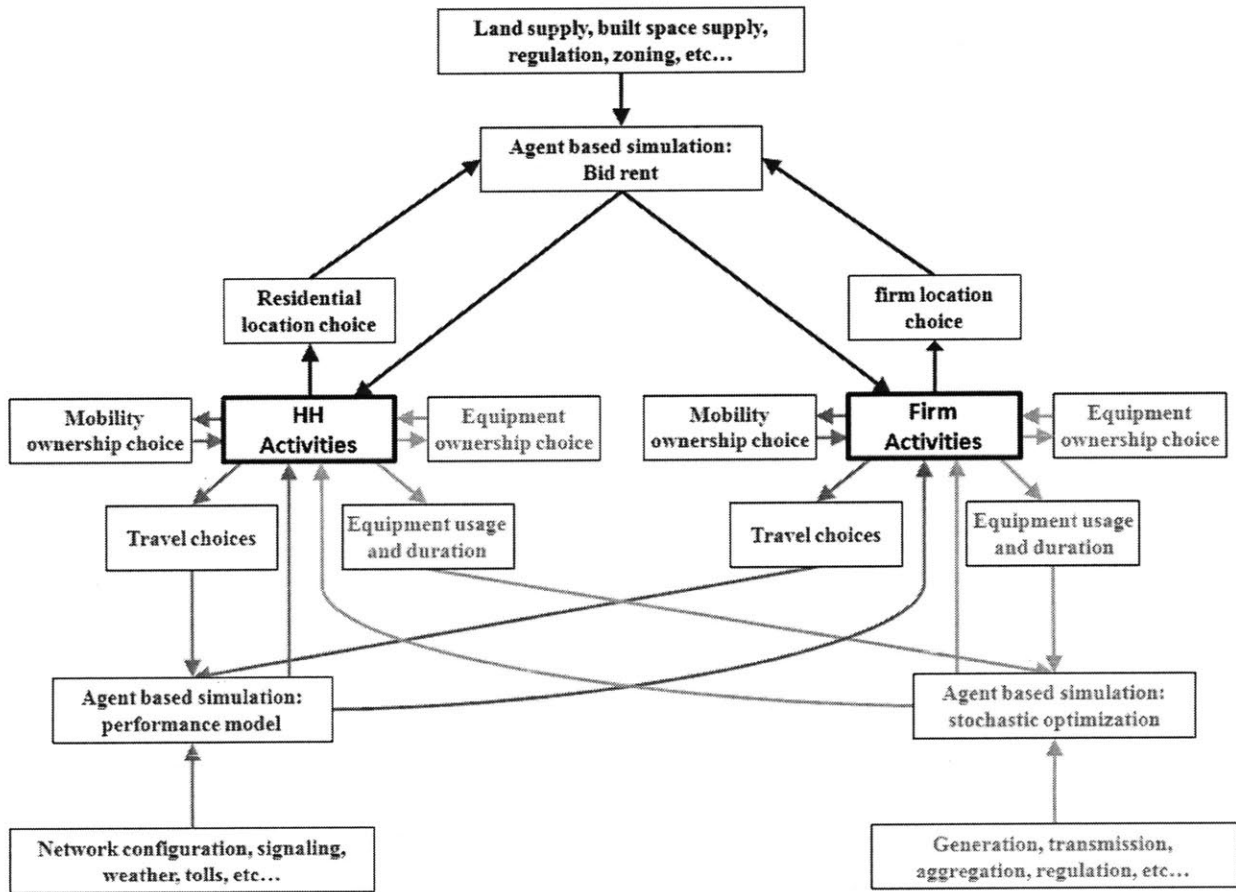 Land supply, built space supply,
regulation, zoning, etc...
Agent based simulation:
Bid rent
Residential
location choice
firm location
choice
Mobility
ownership choice
HH
Activities
Equipment
ownership choice
Mobility
ownership choice
Firm
Activities
Equipment
ownership choice
Travel choices
Equipment usage
and duration
Travel choices
Equipment usage
and duration
Agent based simulation:
performance model
Agent based simulation:
stochastic optimization
Network configuration, signaling,
weather, tolls, etc...
Generation, transmission,
aggregation, regulation, etc...